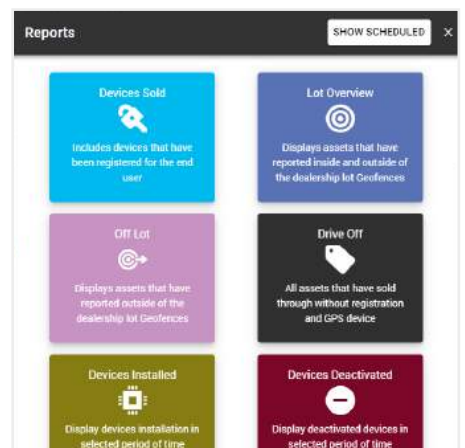 Reports
SHOW SCHEDULED
Devices Sold
Includes devices that have
been registered for the end
user
Lot Overview
Displays assets that have
reported inside and outside of
the dealership lot Geofences
Off Lot
Displays assets that have
reported outside of the
dealership lot Geofences
Drive Off
All assets that have sold
through without registration
and GPS device
Devices Installed
Display devices installation in
selected period of time
Devices Deactivated
Display deactivated devices in
selected period of time